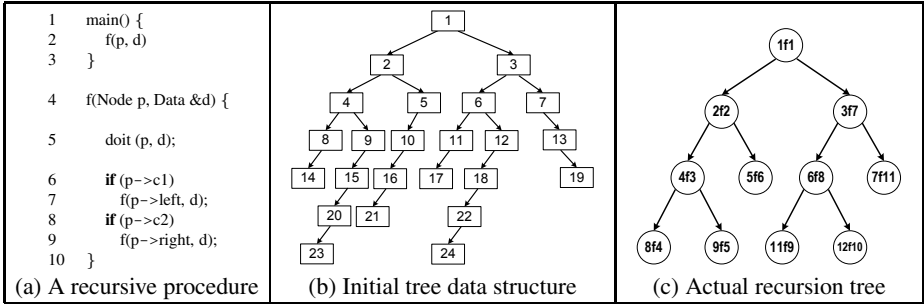 1 main() {
2 f(p, d)
3 }
4 f(Node p, Data &d) {
5 doit (p, d);
6 if (p->c1)
7 f(p->left, d);
8 if (p->c2)
9 f(p->right, d);
10 }
(a) A recursive procedure
1
2 3
4 5 6 7
8 9 10 11 12 13
14 15 16 17 18 19
20 21 22
23 24
(b) Initial tree data structure
1f1
2f2 3f7
4f3 5f6 6f8 7f11
8f4 9f5 11f9 12f10
(c) Actual recursion tree